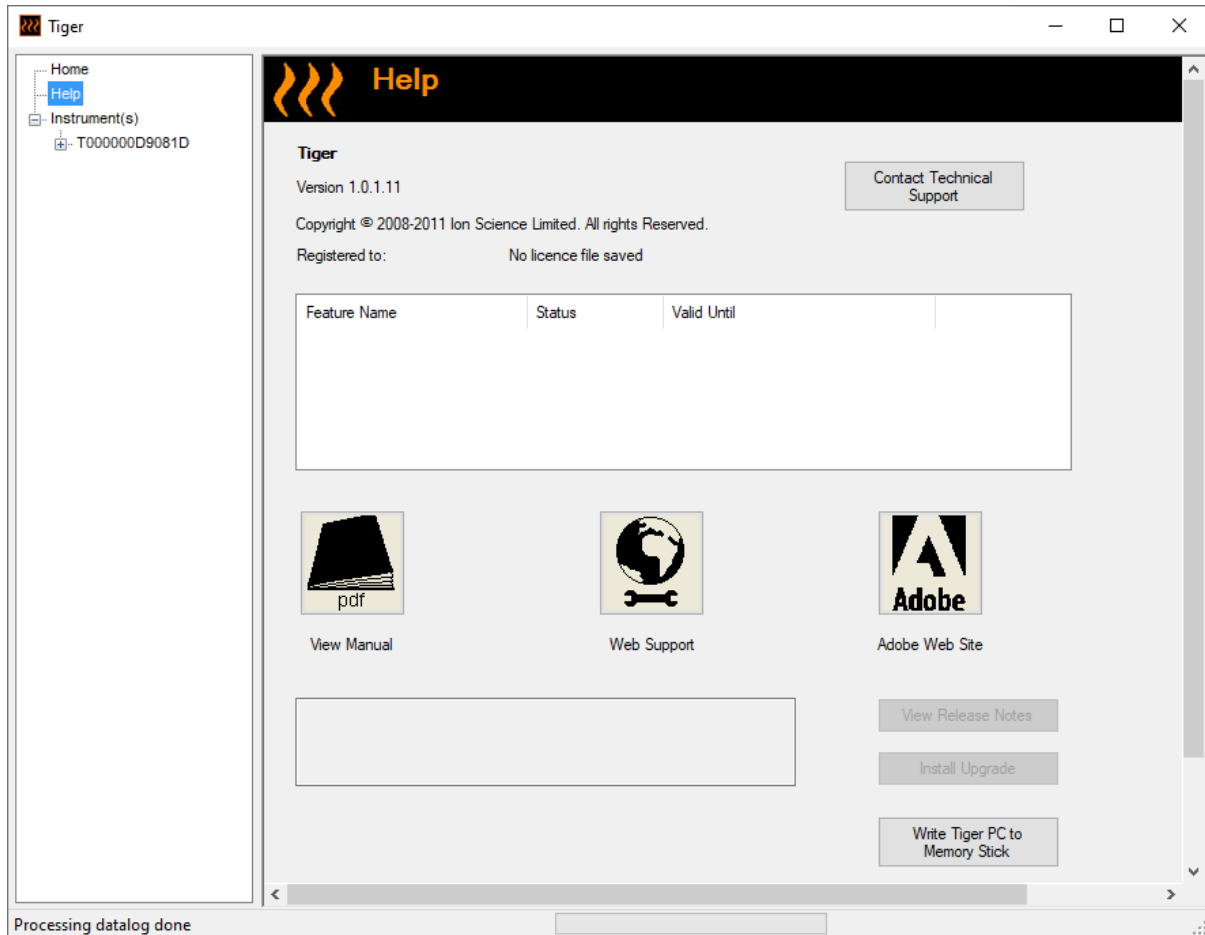 Tiger
Home
Help
Instrument(s)
T000000D9081D
Help
Tiger
Version 1.0.1.11
Contact Technical
Support
Copyright © 2008-2011 Ion Science Limited. All rights Reserved.
Registered to: No licence file saved
Feature Name Status Valid Until
pdf
Adobe
View Manual Web Support Adobe Web Site
View Release Notes
Install Upgrade
Write Tiger PC to
Memory Stick
Processing datalog done